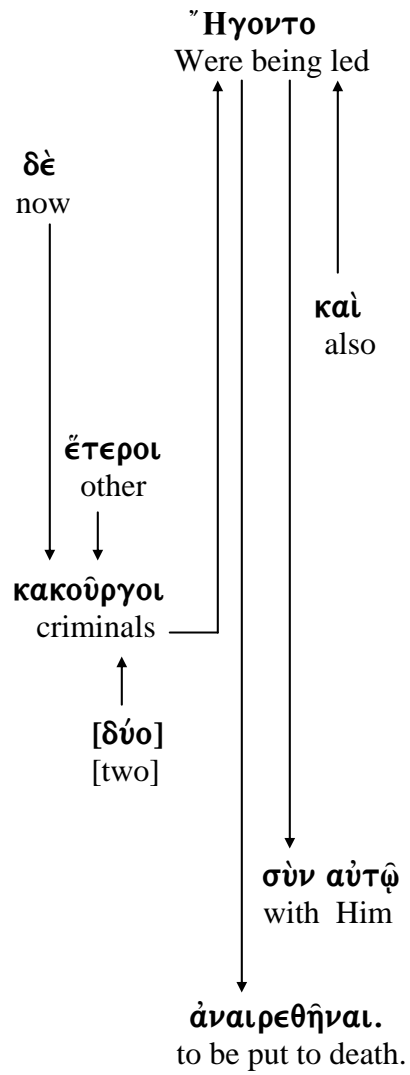 Ἤγοντο
Were being led
δὲ
now
καὶ
also
ἕτεροι
other
κακοῦργοι
criminals
[δύο]
[two]
σὺν αὐτῷ
with Him
ἀναιρεθῆναι.
to be put to death.